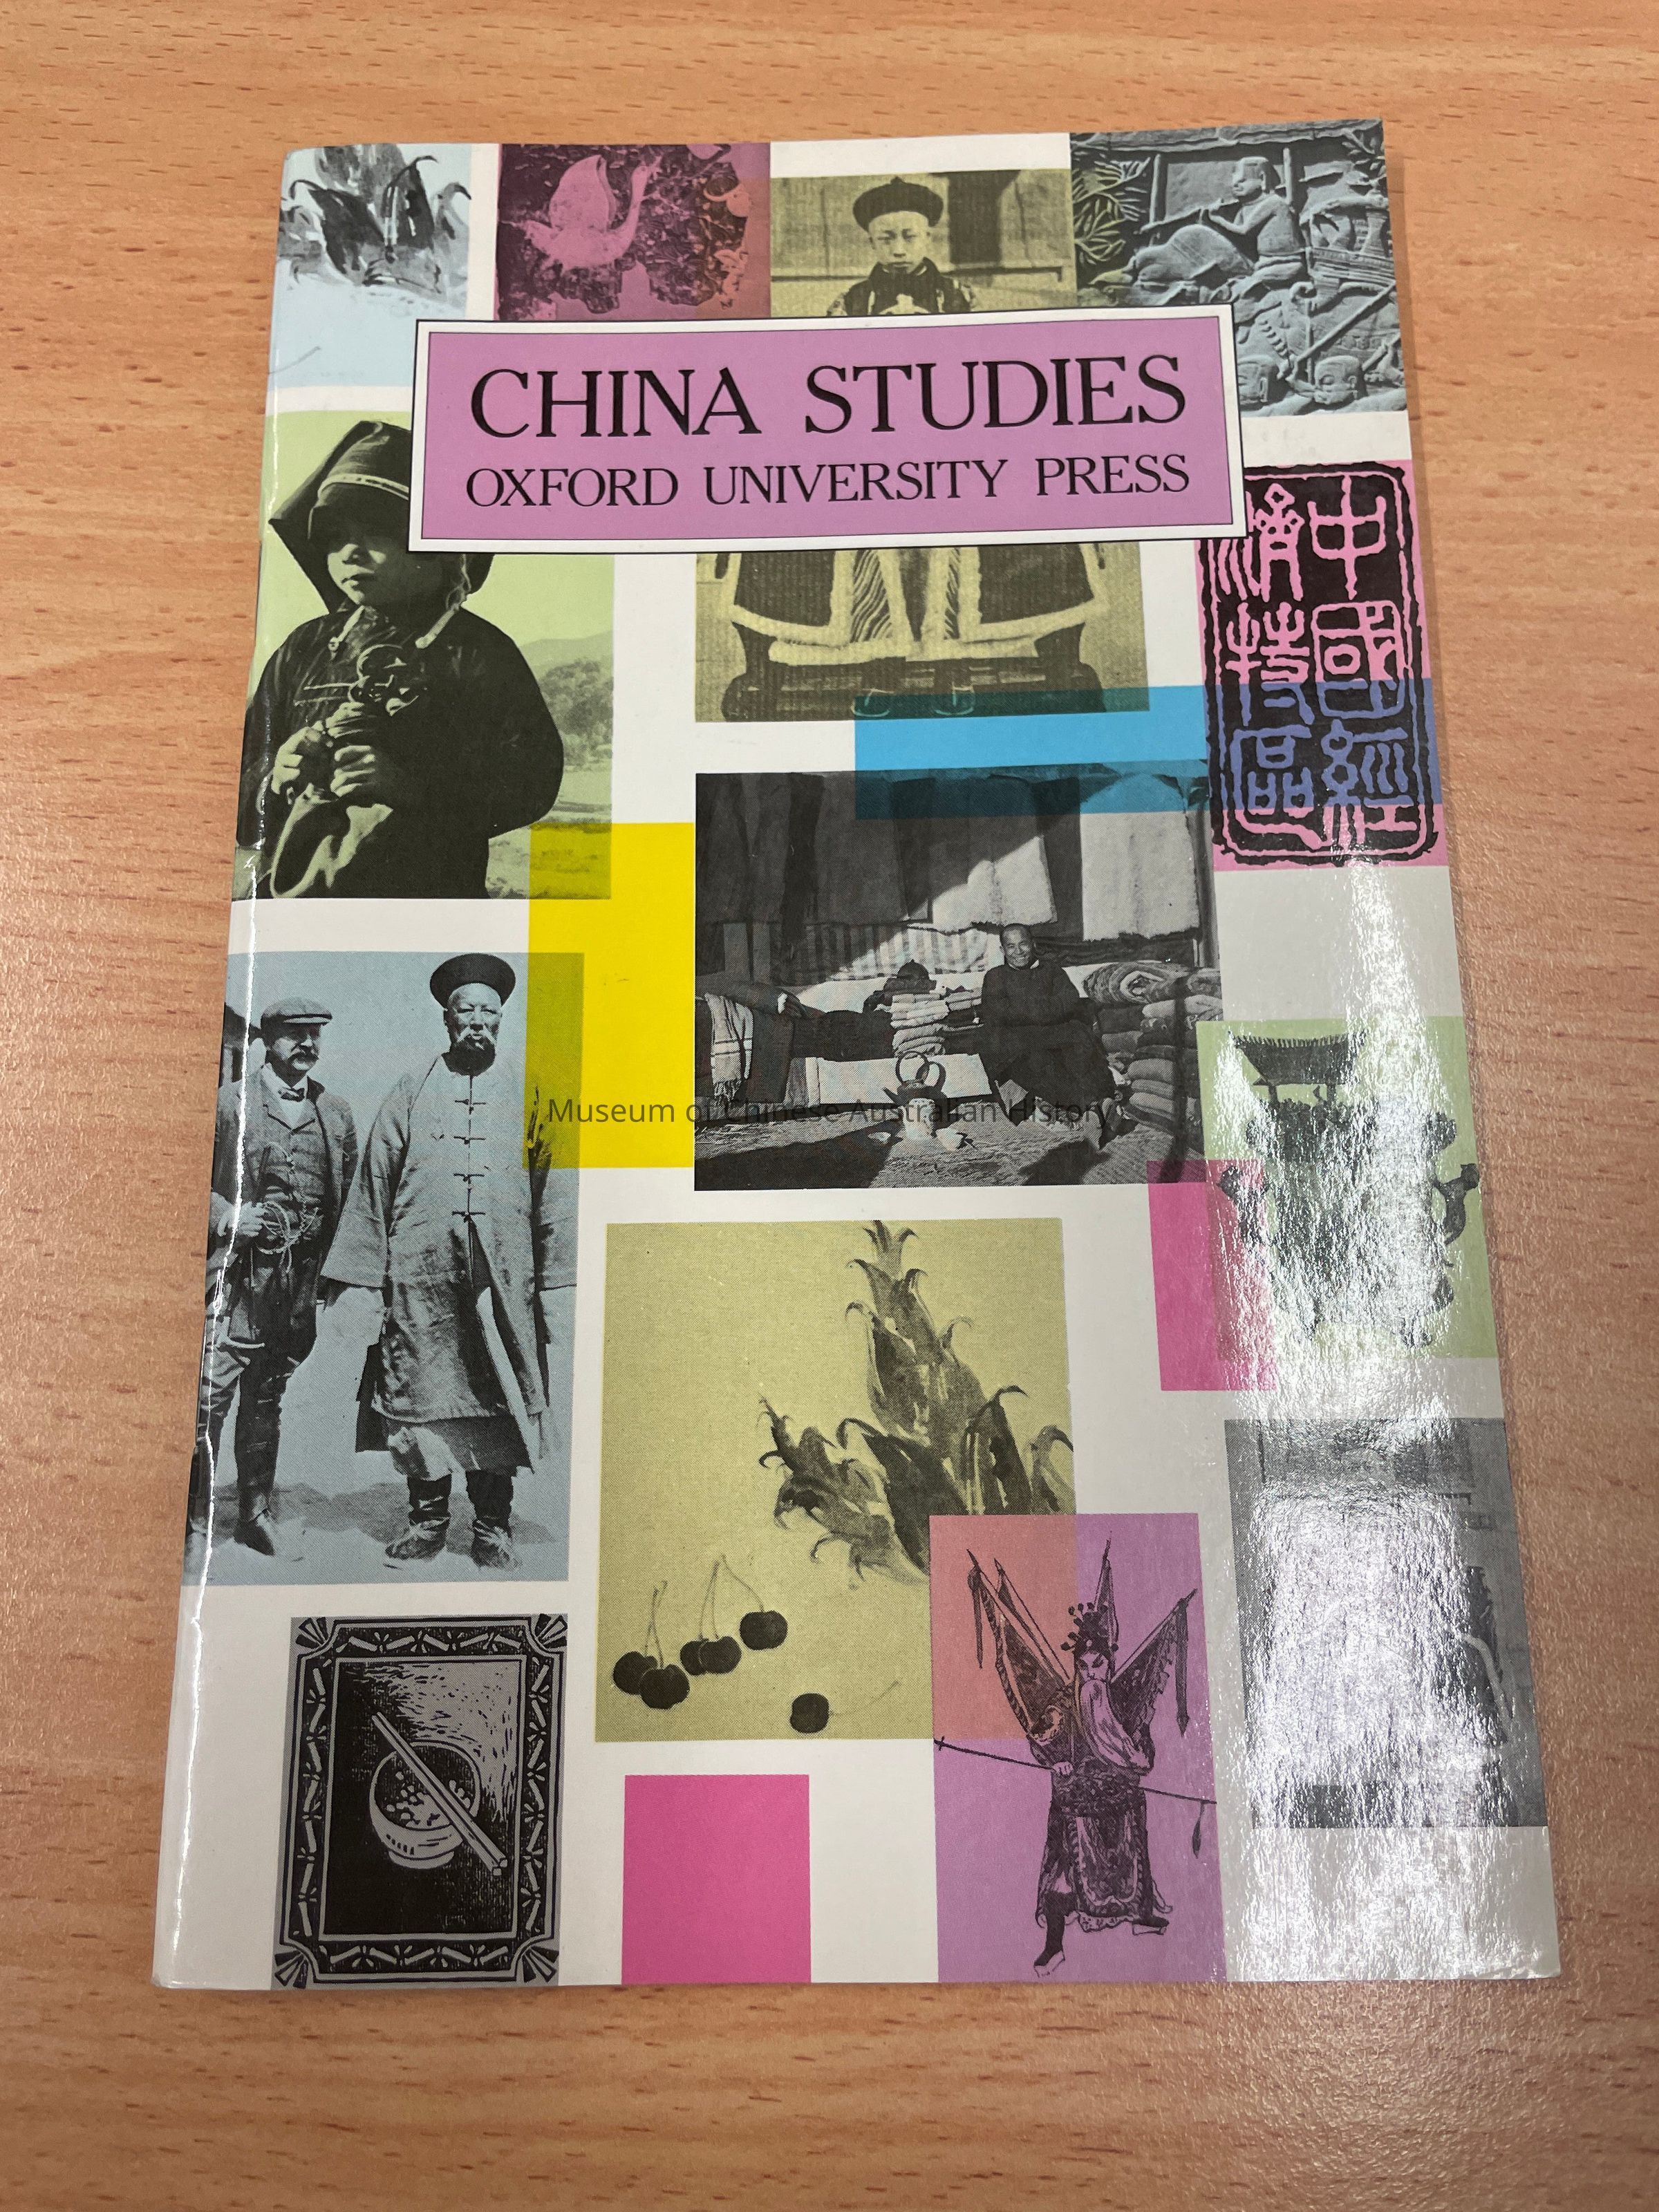 CHINA STUDIES
OXFORD UNIVERSITY PRESS
中國經
濟特區
Museum of Chinese Australian History